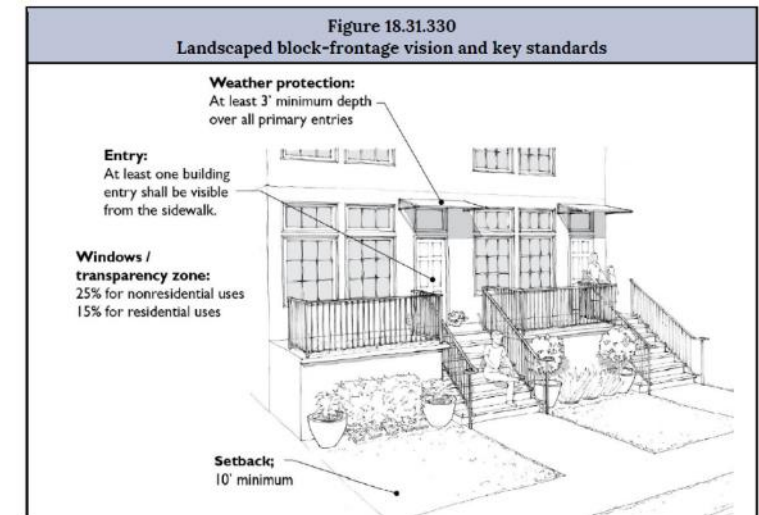 Figure 18.31.330
Landscaped block-frontage vision and key standards
Weather protection:
At least 3' minimum depth
over all primary entries
Entry:
At least one building
entry shall be visible
from the sidewalk.
Windows /
transparency zone:
25% for nonresidential uses
15% for residential uses
Setback;
10' minimum